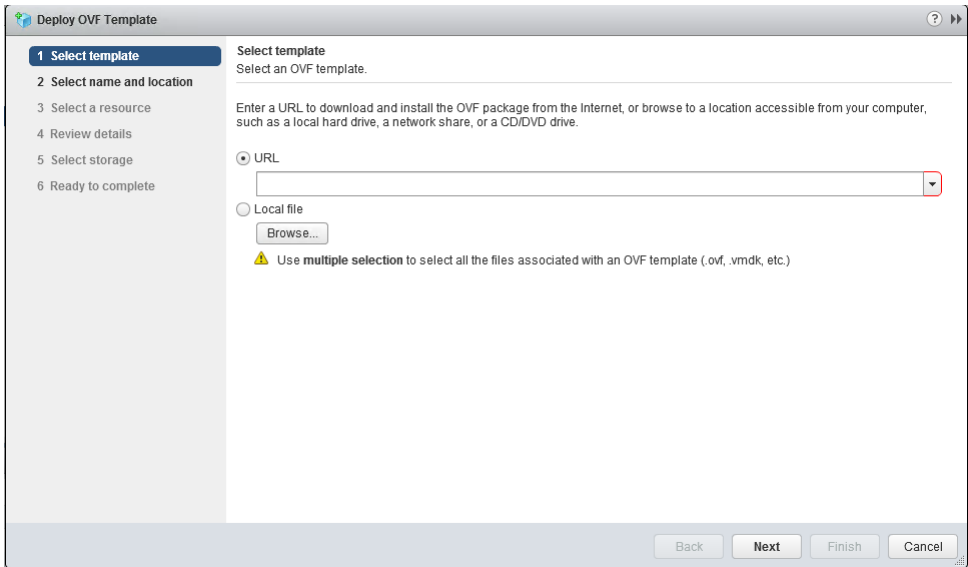 Deploy OVF Template
?
1 Select template
2 Select name and location
3 Select a resource
4 Review details
5 Select storage
6 Ready to complete
Select template
Select an OVF template.
Enter a URL to download and install the OVF package from the Internet, or browse to a location accessible from your computer,
such as a local hard drive, a network share, or a CD/DVD drive.
URL
Local file
Browse...
Use multiple selection to select all the files associated with an OVF template (.ovf, .vmdk, etc.)
Back
Next
Finish
Cancel